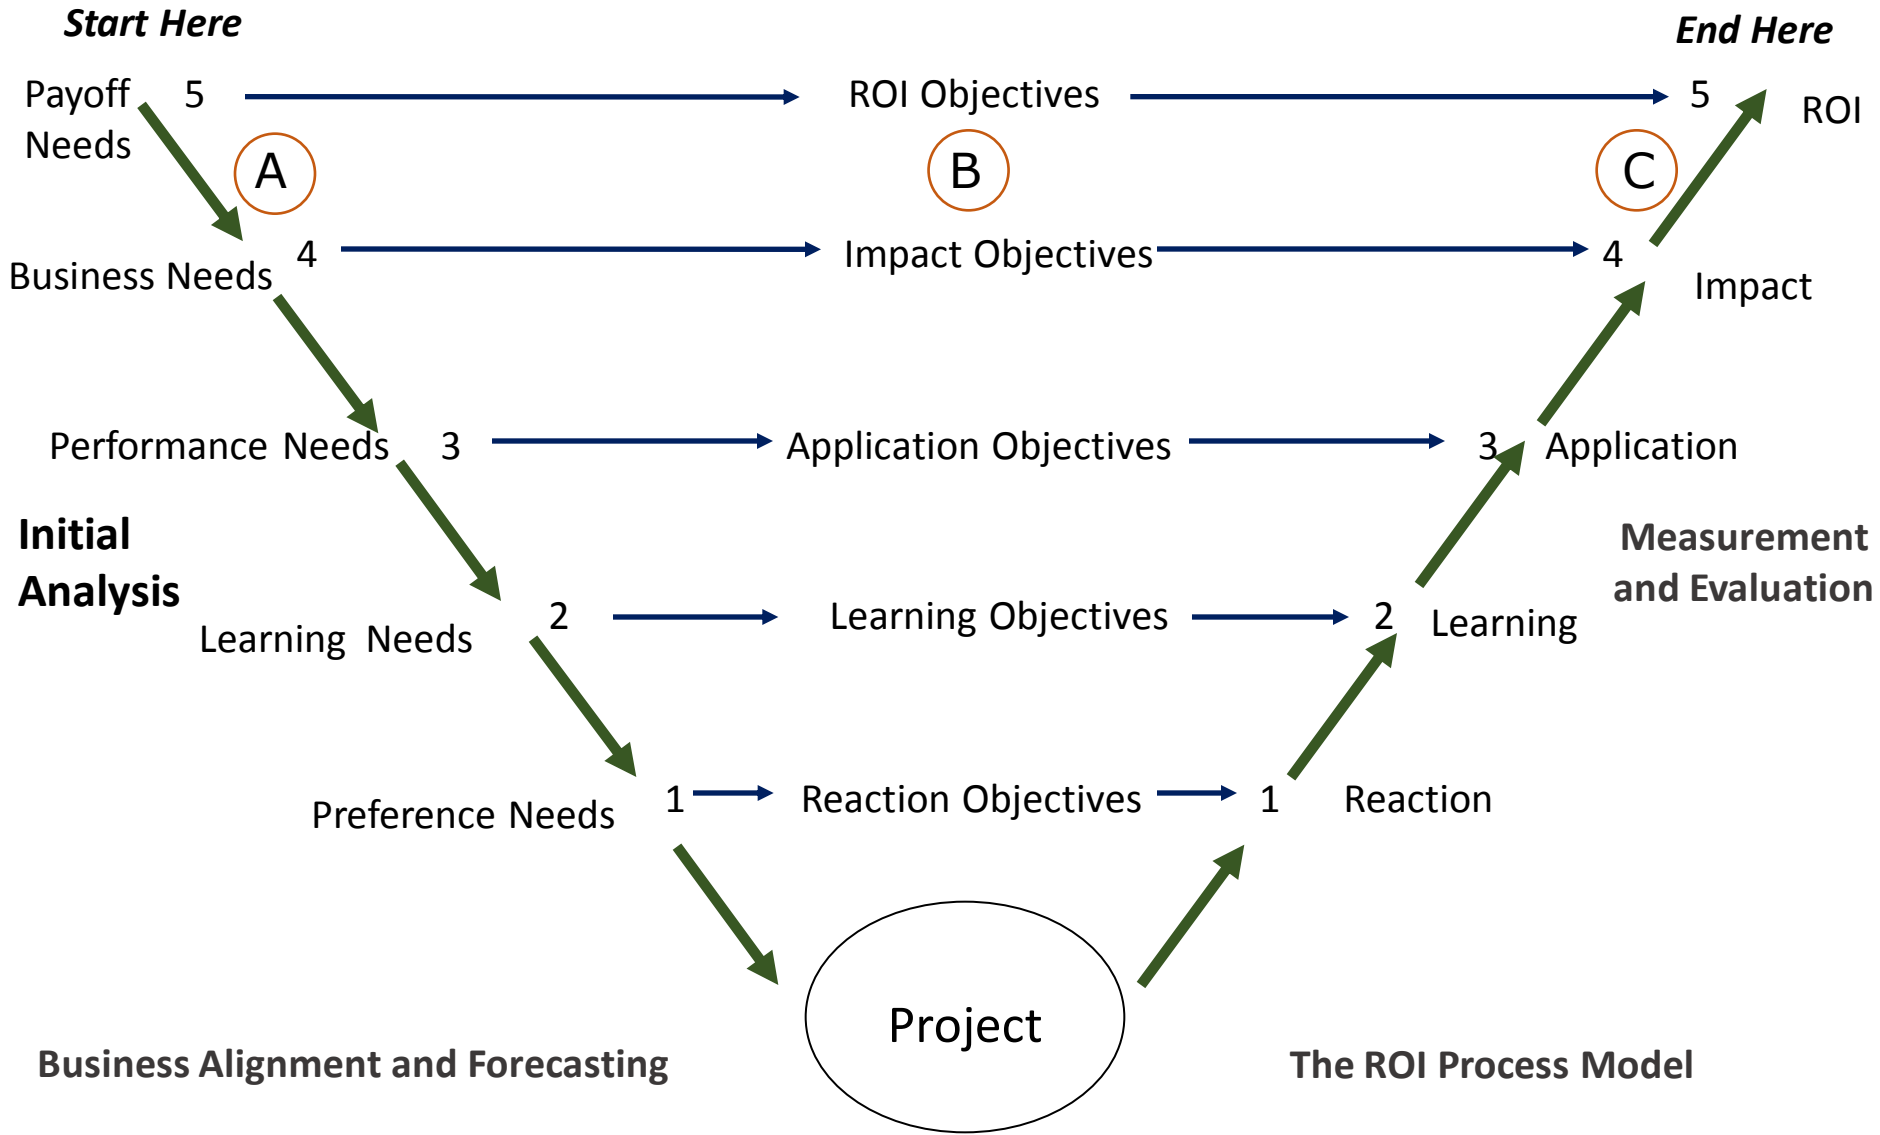 Start Here
End Here
Payoff
Needs
5
ROI Objectives
5
ROI
A
B
C
Business Needs
4
Impact Objectives
4
Impact
Performance Needs
3
Application Objectives
3
Application
Initial
Analysis
Measurement
and Evaluation
Learning Needs
2
Learning Objectives
2
Learning
Preference Needs
1
Reaction Objectives
1
Reaction
Project
Business Alignment and Forecasting
The ROI Process Model